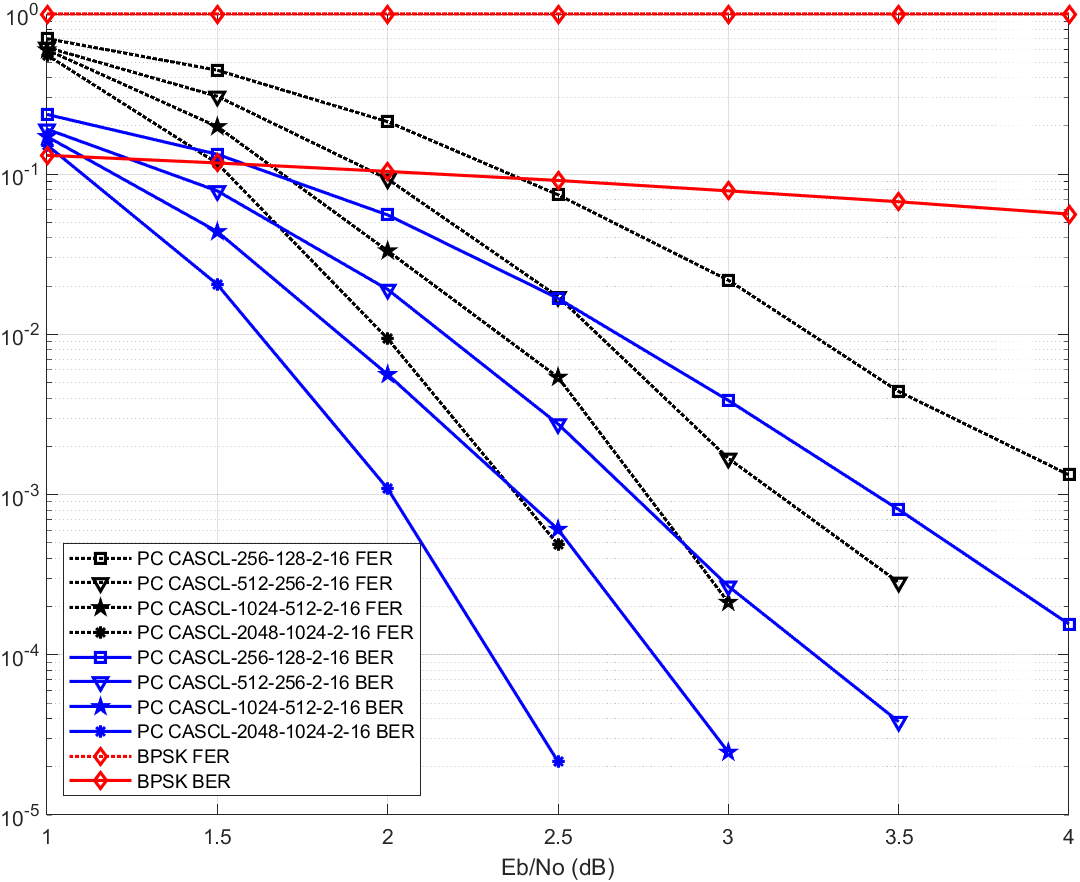 10^0
10^-1
10^-2
10^-3
10^-4
10^-5
PC CASCL-256-128-2-16 FER
PC CASCL-512-256-2-16 FER
PC CASCL-1024-512-2-16 FER
PC CASCL-2048-1024-2-16 FER
PC CASCL-256-128-2-16 BER
PC CASCL-512-256-2-16 BER
PC CASCL-1024-512-2-16 BER
PC CASCL-2048-1024-2-16 BER
BPSK FER
BPSK BER
1 1.5 2 2.5 3 3.5 4
Eb/No (dB)